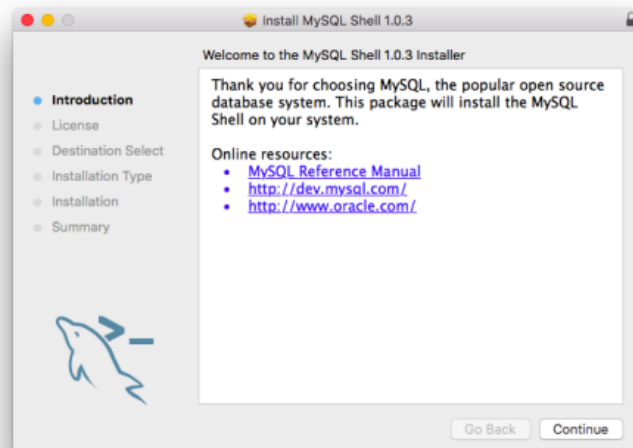 Install MySQL Shell 1.0.3
Welcome to the MySQL Shell 1.0.3 Installer
Introduction
License
Destination Select
Installation Type
Installation
Summary
Thank you for choosing MySQL, the popular open source
database system. This package will install the MySQL
Shell on your system.
Online resources:
• MySQL Reference Manual
• http://dev.mysql.com/
• http://www.oracle.com/
Go Back
Continue